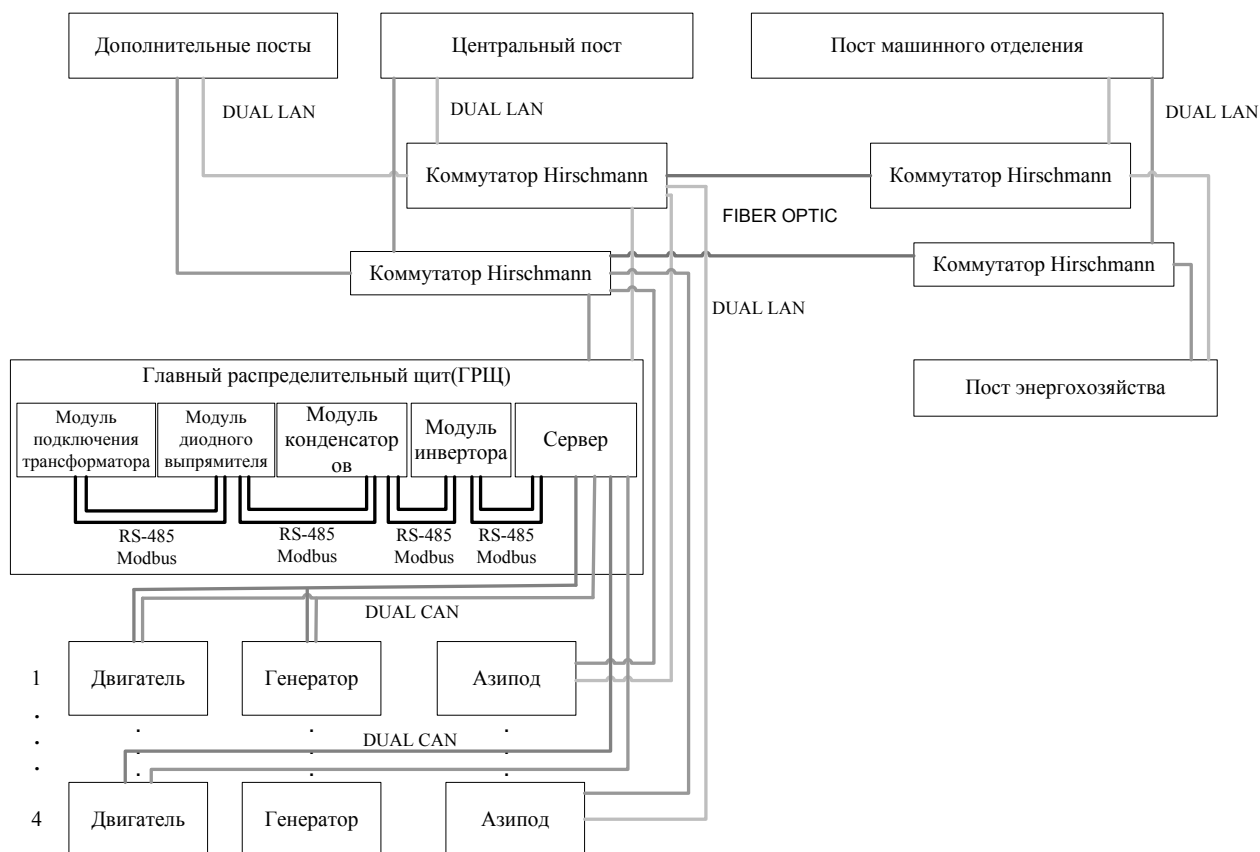 Дополнительные посты
Центральный пост
Пост машинного отделения
DUAL LAN
DUAL LAN
DUAL LAN
Коммутатор Hirschmann
Коммутатор Hirschmann
FIBER OPTIC
Коммутатор Hirschmann
Коммутатор Hirschmann
DUAL LAN
Главный распределительный щит(ГРЩ)
Пост энергохозяйства
Модуль
подключения
трансформатора
Модуль
диодного
выпрямителя
Модуль
конденсатор
ов
Модуль
инвертора
Сервер
RS-485
Modbus
RS-485
Modbus
RS-485
Modbus
RS-485
Modbus
DUAL CAN
1
Двигатель
Генератор
Азипод
DUAL CAN
4
Двигатель
Генератор
Азипод